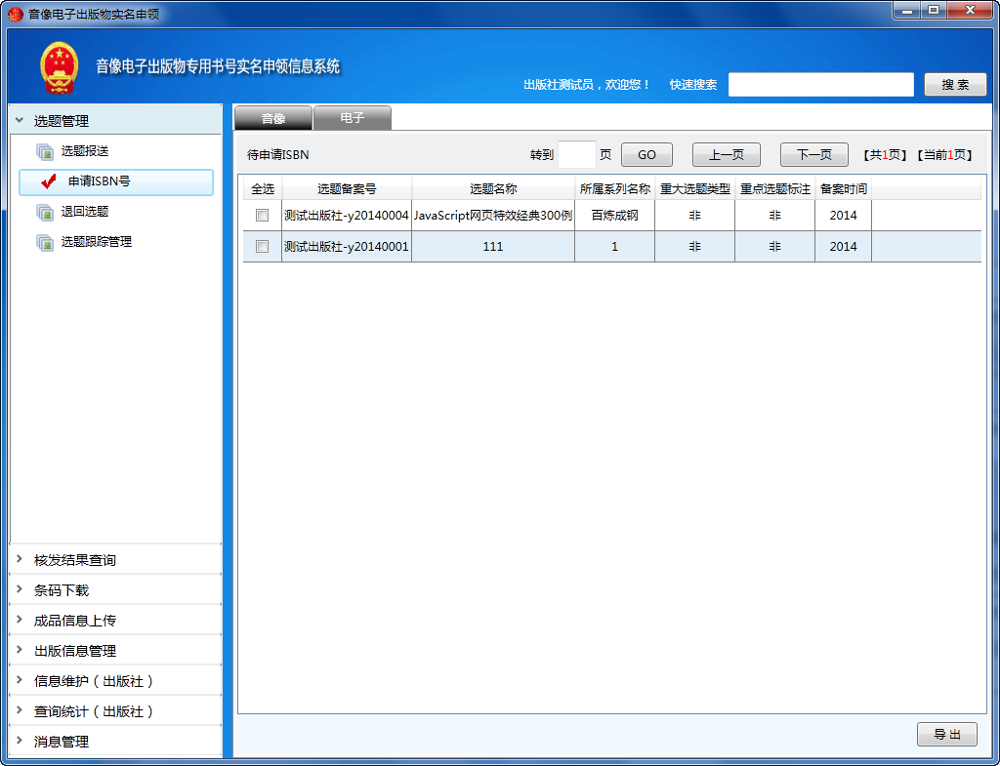 音像电子出版物实名申领
音像电子出版物专用书号实名申领信息系统
出版社测试员，欢迎您！ 快速搜索 搜 索
选题管理
选题报送
申请ISBN号
退回选题
选题跟踪管理
核发结果查询
条码下载
成品信息上传
出版信息管理
信息维护（出版社）
查询统计（出版社）
消息管理
音像 电子
待申请ISBN 转到 页 GO 上一页 下一页 【共1页】【当前1页】
全选 选题备案号 选题名称 所属系列名称 重大选题类型 重点选题标注 备案时间
测试出版社-y20140004 JavaScript网页特效经典300例 百炼成钢 非 非 2014
测试出版社-y20140001 111 1 非 非 2014
导 出